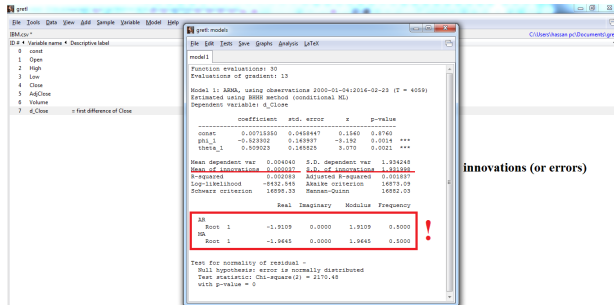 gretl
File Tools Data View Add Sample Variable Model Help
IBM.csv *
ID # Variable name Descriptive label
0 const
1 Open
2 High
3 Low
4 Close
5 AdjClose
6 Volume
7 d_Close = first difference of Close
gretl: models
C:\Users\hassan pc\Documents\gre
File Edit Tests Save Graphs Analysis LaTeX
model1
Function evaluations: 30
Evaluations of gradient: 13
Model 1: ARMA, using observations 2000-01-04:2016-02-23 (T = 4059)
Estimated using BHHH method (conditional ML)
Dependent variable: d_Close
coefficient std. error z p-value
const 0.00715350 0.0458447 0.1560 0.8760
phi_1 -0.523302 0.163937 -3.192 0.0014 ***
theta_1 0.509023 0.165825 3.070 0.0021 ***
Mean dependent var 0.004040 S.D. dependent var 1.934248
Mean of innovations 0.000037 S.D. of innovations 1.931998
R-squared 0.002083 Adjusted R-squared 0.001837
Log-likelihood -8432.545 Akaike criterion 16873.09
Schwarz criterion 16898.33 Hannan-Quinn 16882.03
Real Imaginary Modulus Frequency
AR
Root 1 -1.9109 0.0000 1.9109 0.5000
MA
Root 1 -1.9645 0.0000 1.9645 0.5000
!
Test for normality of residual -
Null hypothesis: error is normally distributed
Test statistic: Chi-square(2) = 2170.48
with p-value = 0
innovations (or errors)